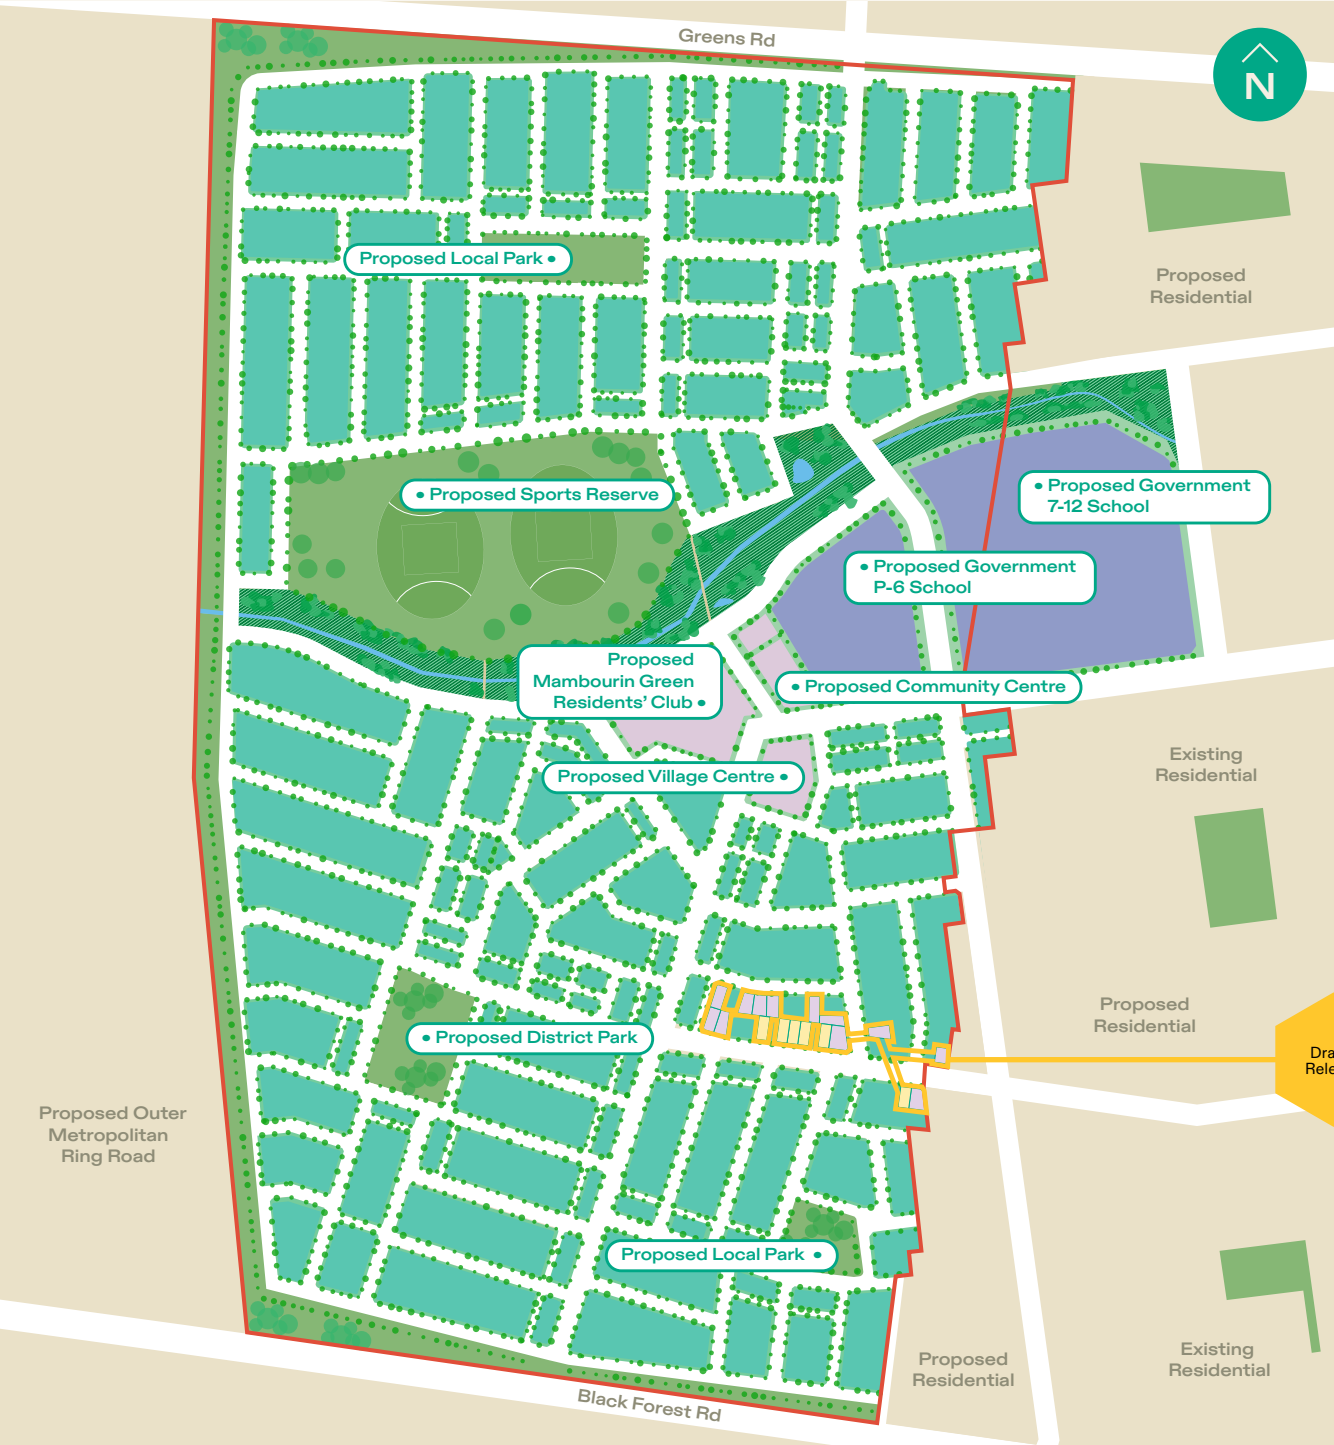 Greens Rd
N
Proposed Local Park •
Proposed
Residential
• Proposed Sports Reserve
• Proposed Government
7-12 School
• Proposed Government
P-6 School
Proposed
Mambourin Green
Residents' Club •
• Proposed Community Centre
Proposed Village Centre •
Existing
Residential
Proposed
Residential
• Proposed District Park
Proposed Outer
Metropolitan
Ring Road
Proposed Local Park •
Existing
Residential
Proposed
Residential
Black Forest Rd